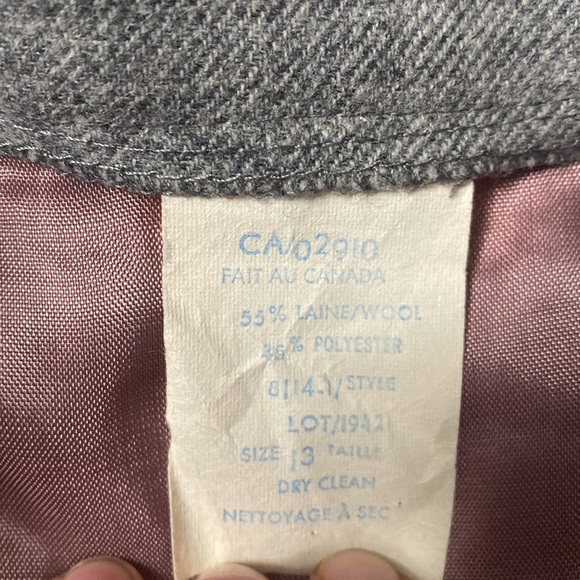 CA/02910
FAIT AU CANADA
55% LAINE/WOOL
% POLYESTER
STYLE
LOT/1942
SIZE 13 TAILLE
DRY CLEAN
NETTOYAGE À SEC